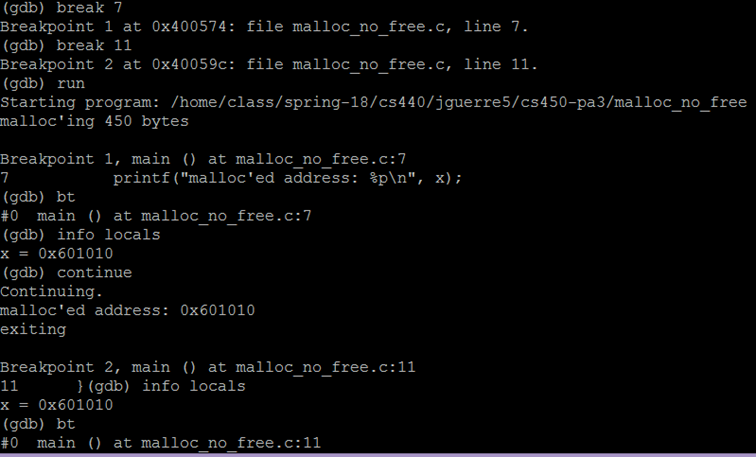 (gdb) break 7
Breakpoint 1 at 0x400574: file malloc_no_free.c, line 7.
(gdb) break 11
Breakpoint 2 at 0x40059c: file malloc_no_free.c, line 11.
(gdb) run
Starting program: /home/class/spring-18/cs440/jguerre5/cs450-pa3/malloc_no_free
malloc'ing 450 bytes

Breakpoint 1, main () at malloc_no_free.c:7
7           printf("malloc'ed address: %p\n", x);
(gdb) bt
#0  main () at malloc_no_free.c:7
(gdb) info locals
x = 0x601010
(gdb) continue
Continuing.
malloc'ed address: 0x601010
exiting

Breakpoint 2, main () at malloc_no_free.c:11
11      }(gdb) info locals
x = 0x601010
(gdb) bt
#0  main () at malloc_no_free.c:11